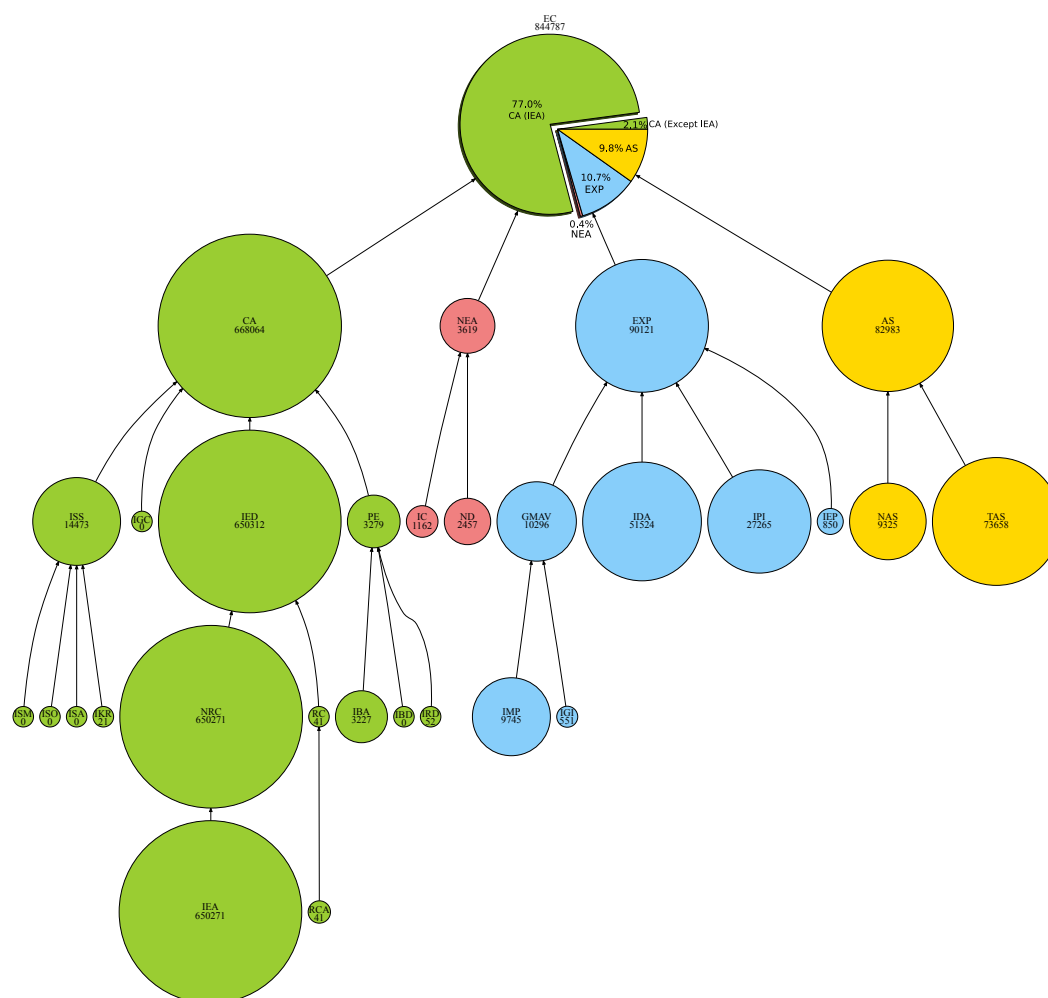 EC
844787
77.0%
CA (IEA)
2.1% CA (Except IEA)
9.8% AS
10.7%
EXP
0.4%
NEA
CA
668064
NEA
3619
EXP
90121
AS
82983
ISS
14473
IGC
0
IED
650312
PE
3279
IC
1162
ND
2457
GMAV
10296
IDA
51524
IPI
27265
IEP
850
NAS
9325
TAS
73658
ISM
0
ISO
0
ISA
0
IKR
21
NRC
650271
RC
41
IBA
3227
IBD
0
IRD
52
IMP
9745
IGI
551
IEA
650271
RCA
41